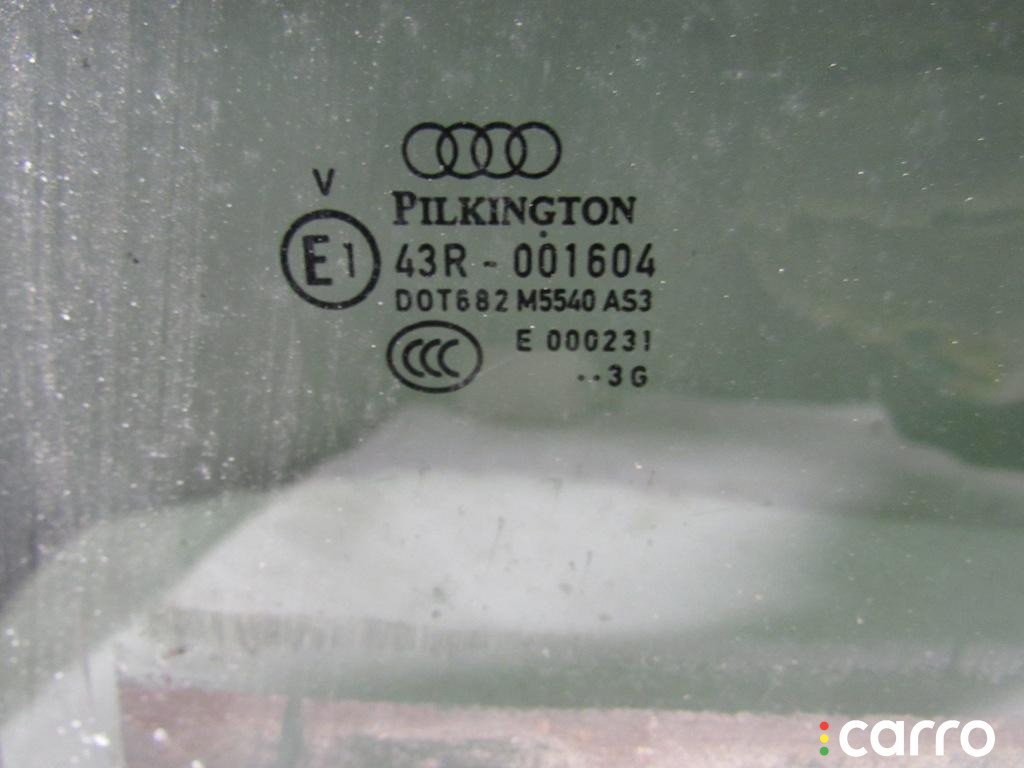 V
PILKINGTON
E1
43R - 001604
DOT682 M5540 AS3
CCC
E 000231
··3G
carro